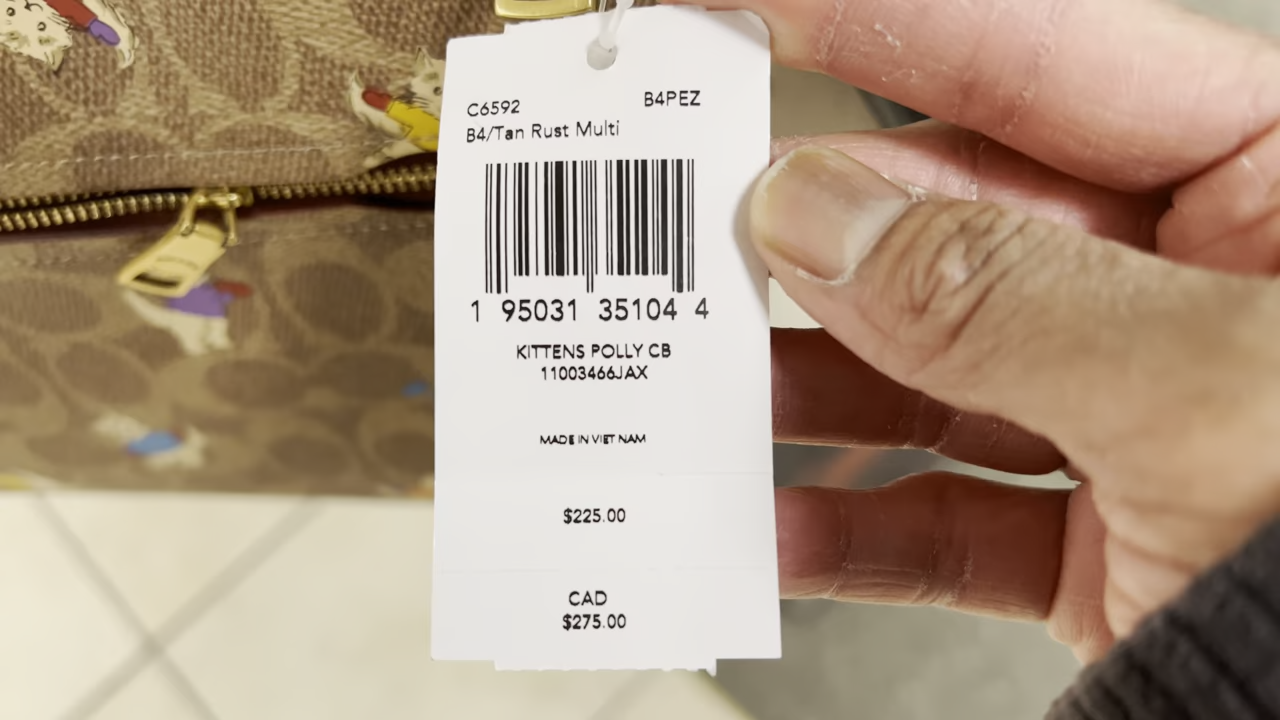 C6592 B4PEZ
B4/Tan Rust Multi
1 95031 35104 4
KITTENS POLLY CB
11003466JAX
MADE IN VIET NAM
$225.00
CAD
$275.00